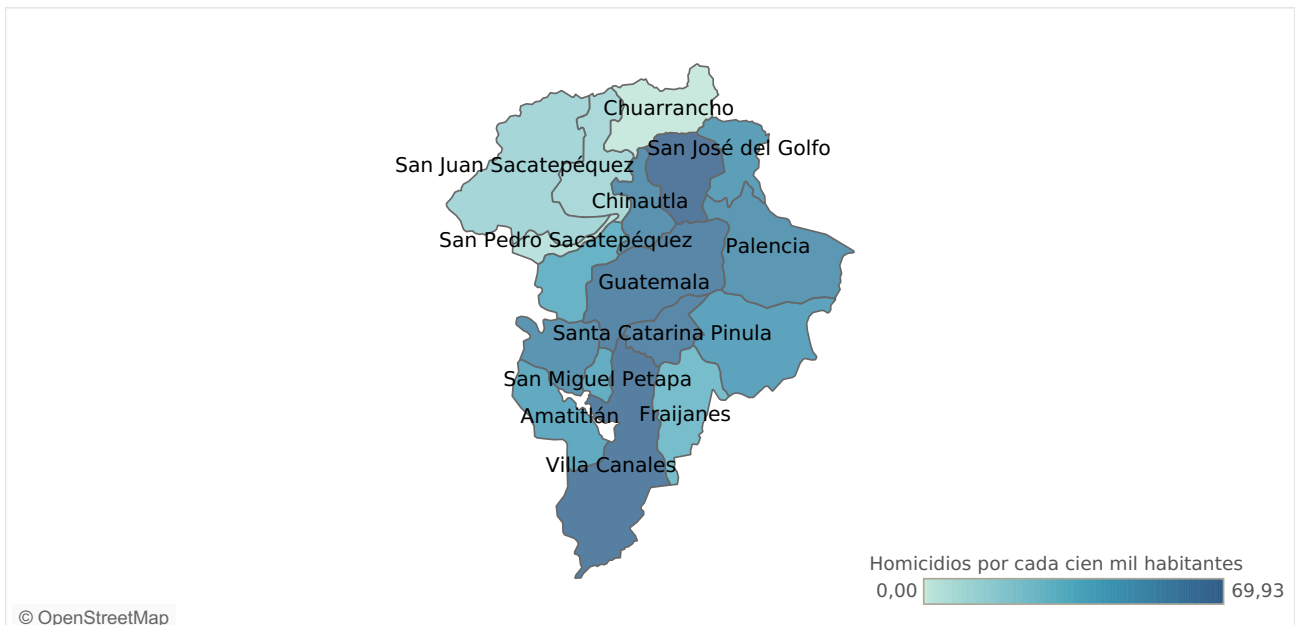 Chuarrancho
San José del Golfo
San Juan Sacatepéquez
Chinautla
San Pedro Sacatepéquez
Palencia
Guatemala
Santa Catarina Pinula
San Miguel Petapa
Amatitlán
Fraijanes
Villa Canales
Homicidios por cada cien mil habitantes
0,00
69,93
© OpenStreetMap